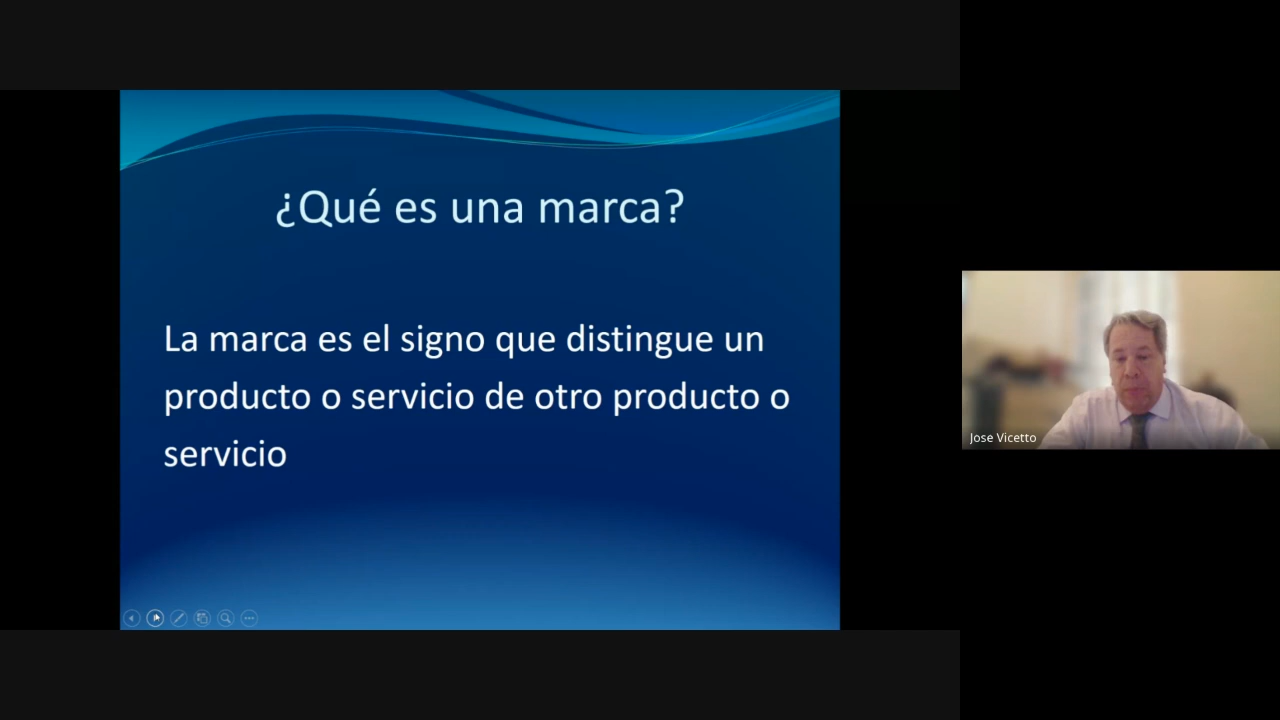 ¿Qué es una marca?
La marca es el signo que distingue un
producto o servicio de otro producto o
servicio
Jose Vicetto